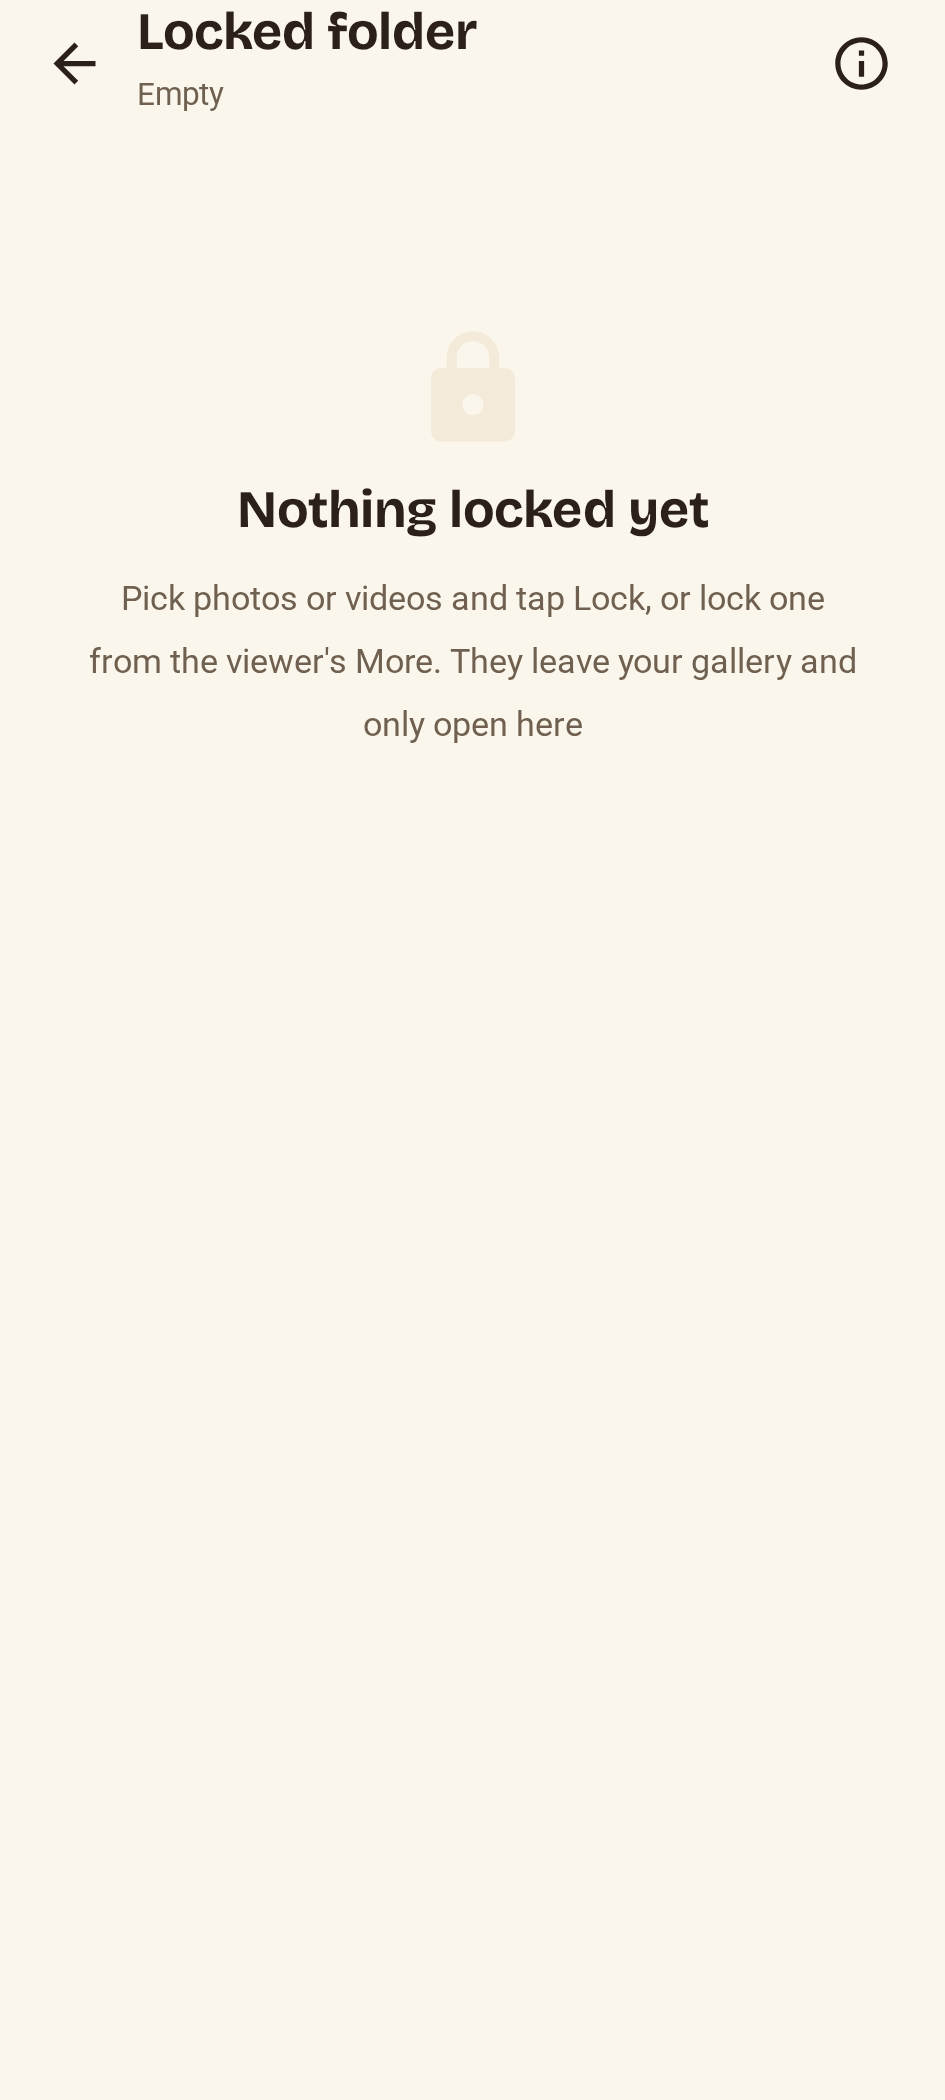 Locked folder
Empty
Nothing locked yet
Pick photos or videos and tap Lock, or lock one
from the viewer's More. They leave your gallery and
only open here